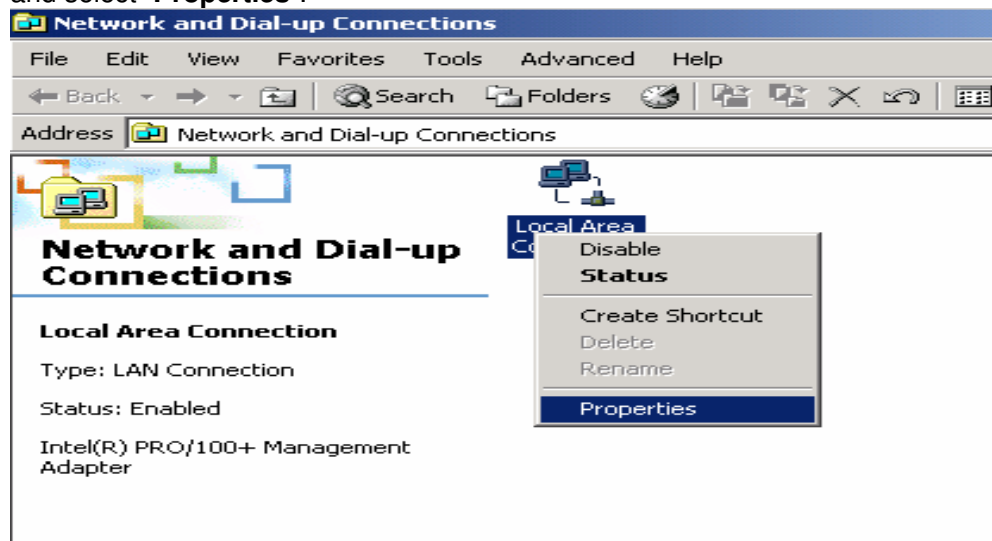 and select "Properties".
Network and Dial-up Connections
File Edit View Favorites Tools Advanced Help
Back Search Folders
Address Network and Dial-up Connections
Network and Dial-up
Connections
Local Area Connection
Type: LAN Connection
Status: Enabled
Intel(R) PRO/100+ Management
Adapter
Local Area
Disable
Status
Create Shortcut
Delete
Rename
Properties